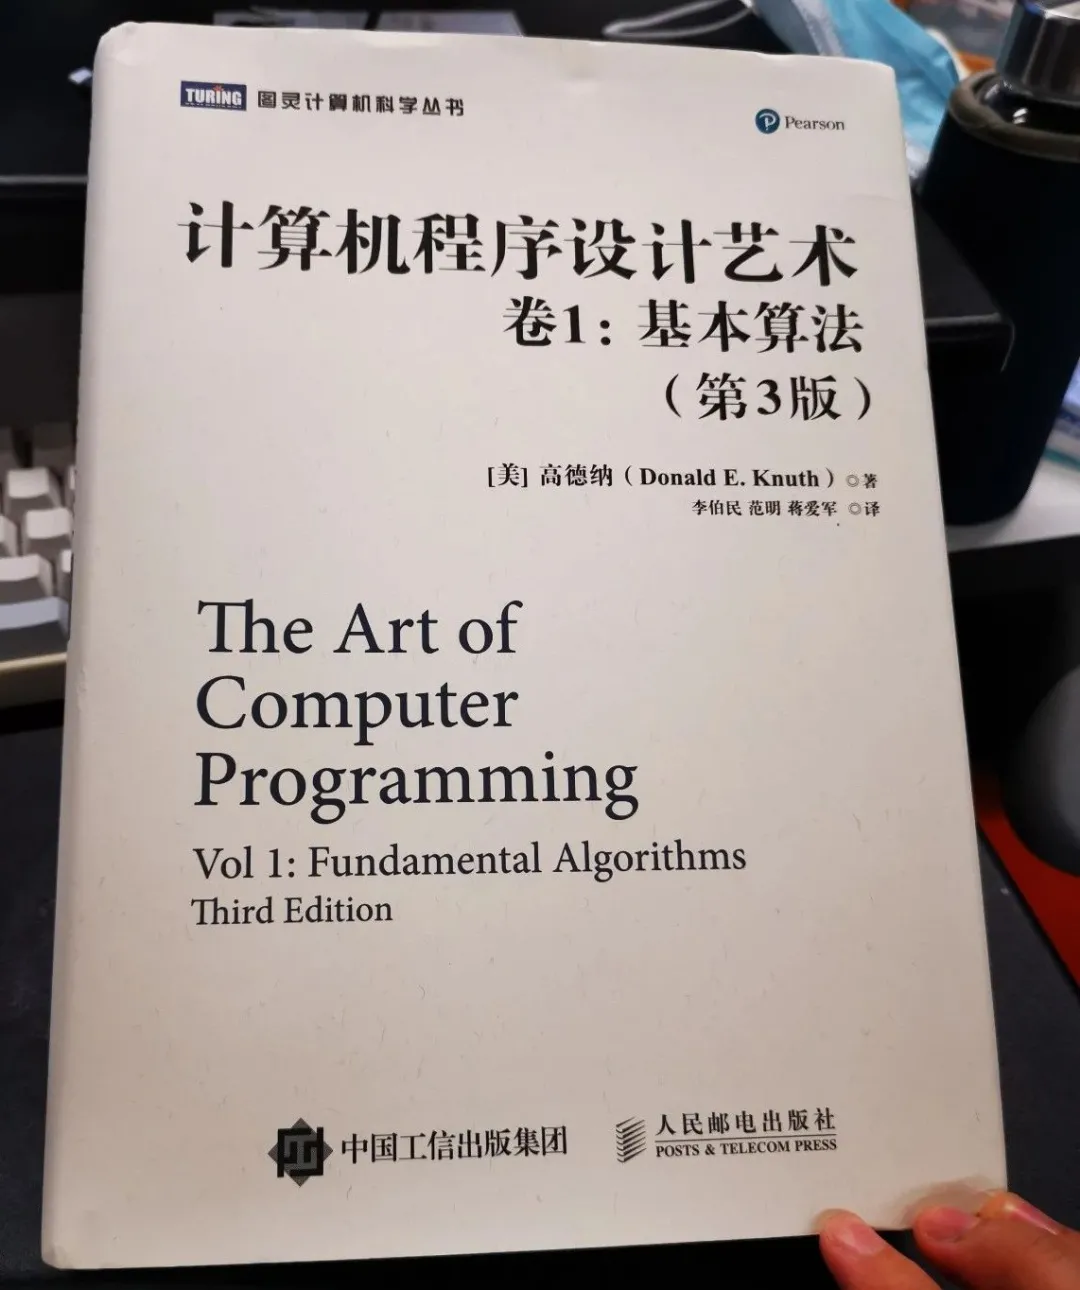 TURING 图灵计算机科学丛书
Pearson
计算机程序设计艺术
卷1：基本算法
（第3版）
[美] 高德纳（Donald E. Knuth）◎著
李伯民 范明 蒋爱军 ◎译
The Art of
Computer
Programming
Vol 1: Fundamental Algorithms
Third Edition
中国工信出版集团
人民邮电出版社
POSTS & TELECOM PRESS